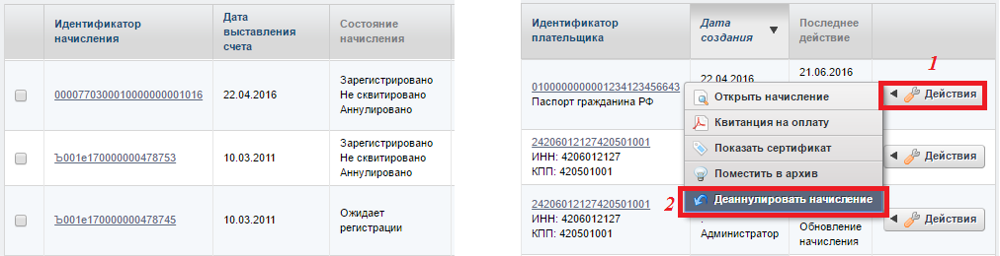 Идентификатор
начисления
Дата
выставления
счета
Состояние
начисления
0000770300010000000001016
22.04.2016
Зарегистрировано
Не сквитировано
Аннулировано
Ъ001е170000000478753
10.03.2011
Зарегистрировано
Не сквитировано
Аннулировано
Ъ001е170000000478745
10.03.2011
Ожидает
регистрации
Идентификатор
плательщика
Дата
создания
Последнее
действие
1
0100000000001234123456643
Паспорт гражданина РФ
22.04.2016
21.06.2016
Действия
Открыть начисление
Квитанция на оплату
Показать сертификат
Поместить в архив
2
Деаннулировать начисление
24206012127420501001
ИНН: 4206012127
КПП: 420501001
Действия
24206012127420501001
ИНН: 4206012127
КПП: 420501001
Администратор
Обновление
начисления
Действия